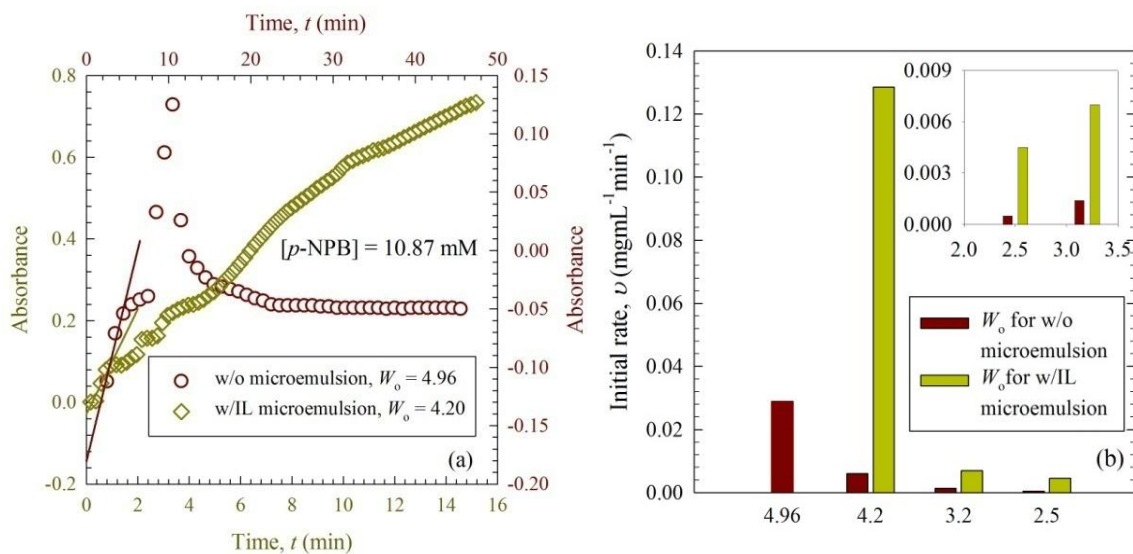 Time, t (min)
0 10 20 30 40 50
0.8
0.6
0.4
0.2
0.0
-0.2
Absorbance
0.15
0.10
0.05
0.00
-0.05
-0.10
-0.15
-0.20
Absorbance
[p-NPB] = 10.87 mM
w/o microemulsion, Wo = 4.96
w/IL microemulsion, Wo = 4.20
(a)
0 2 4 6 8 10 12 14 16
Time, t (min)
Initial rate, υ (mgmL-1min-1)
0.14
0.12
0.10
0.08
0.06
0.04
0.02
0.00
0.009
0.006
0.003
0.000
2.0 2.5 3.0 3.5
Wo for w/o
microemulsion
Wo for w/IL
microemulsion
(b)
4.96 4.2 3.2 2.5